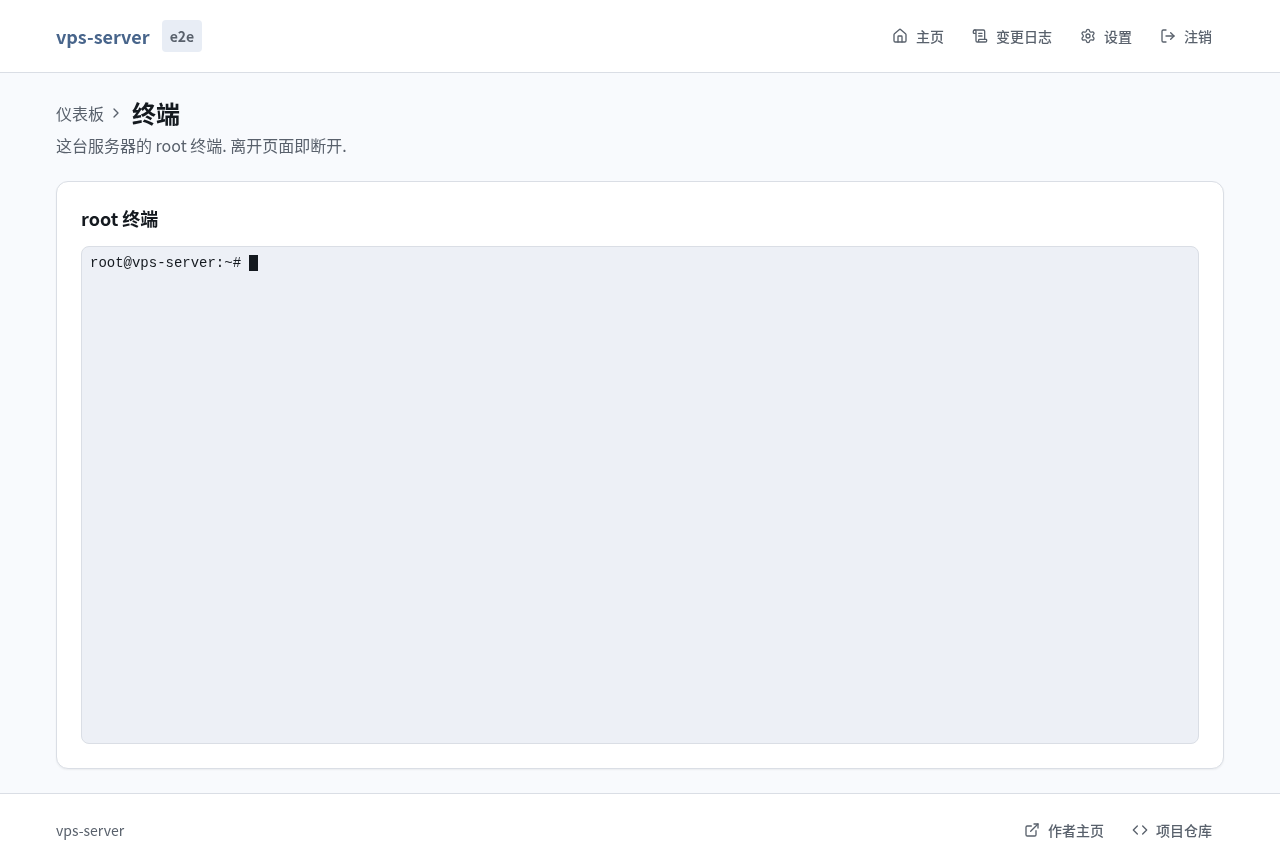 vps-server e2e 主页 变更日志 设置 注销
仪表板 终端
这台服务器的 root 终端. 离开页面即断开.
root 终端
root@vps-server:~#
vps-server 作者主页 项目仓库